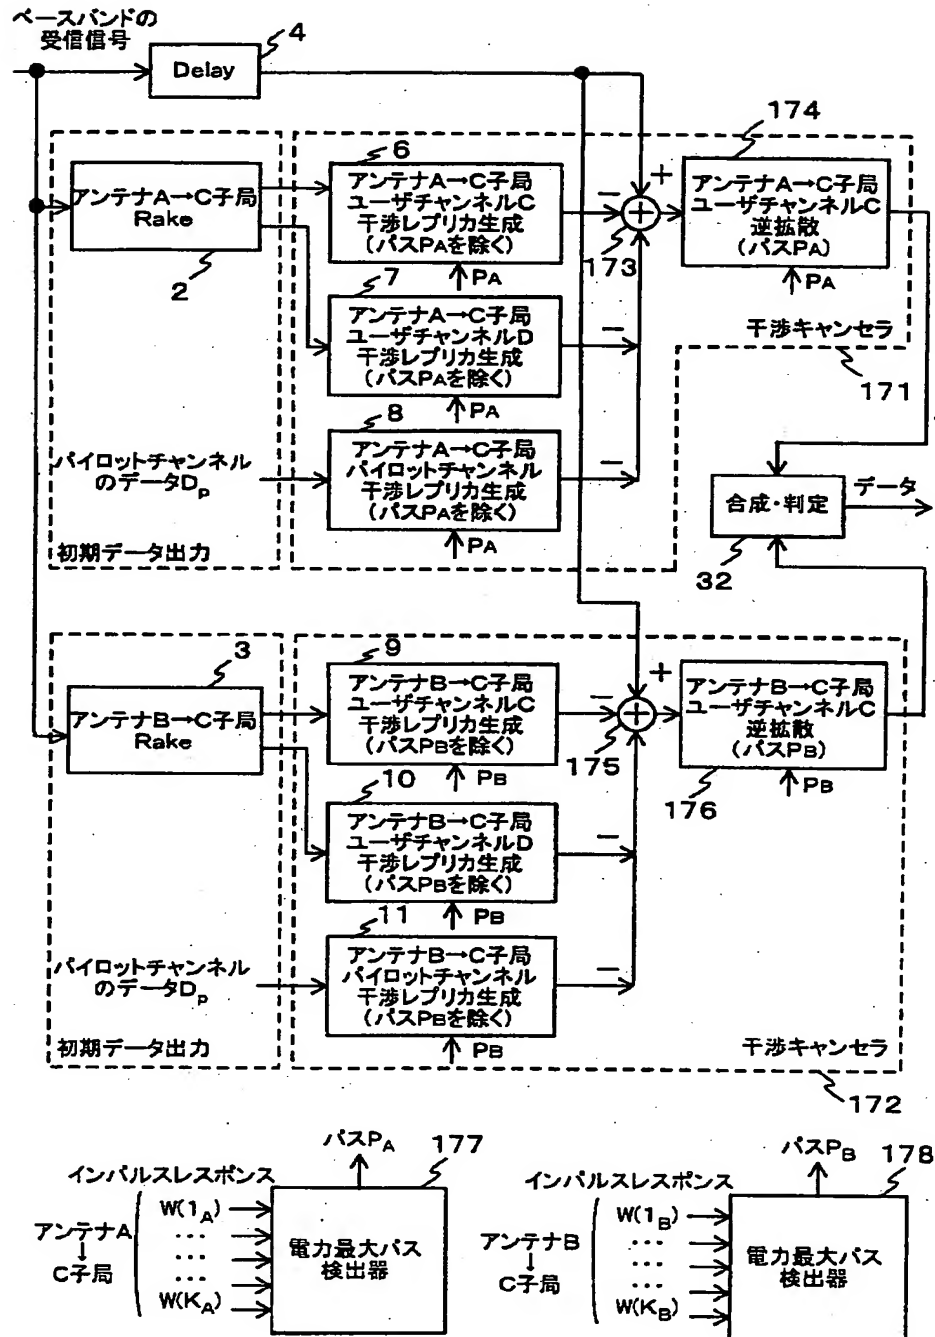 ベースバンドの
受信信号
4
Delay
174
6
アンテナA→C子局
Rake
2
アンテナA→C子局
ユーザチャンネルC
干渉レプリカ生成
(パスPAを除く)
PA
−
+
173
アンテナA→C子局
ユーザチャンネルC
逆拡散
(パスPA)
PA
7
アンテナA→C子局
ユーザチャンネルD
干渉レプリカ生成
(パスPAを除く)
PA
−
干渉キャンセラ
171
8
パイロットチャンネル
のデータDp
アンテナA→C子局
パイロットチャンネル
干渉レプリカ生成
(パスPAを除く)
PA
−
合成・判定
データ
32
初期データ出力
3
アンテナB→C子局
Rake
9
アンテナB→C子局
ユーザチャンネルC
干渉レプリカ生成
(パスPBを除く)
PB
−
+
175
アンテナB→C子局
ユーザチャンネルC
逆拡散
(パスPB)
PB
176
10
アンテナB→C子局
ユーザチャンネルD
干渉レプリカ生成
(パスPBを除く)
PB
−
11
パイロットチャンネル
のデータDp
アンテナB→C子局
パイロットチャンネル
干渉レプリカ生成
(パスPBを除く)
PB
−
初期データ出力
干渉キャンセラ
172
パスPA
177
インパルスレスポンス
アンテナA
↓
C子局
W(1A)
...
...
...
W(KA)
電力最大パス
検出器
パスPB
178
インパルスレスポンス
アンテナB
↓
C子局
W(1B)
...
...
...
W(KB)
電力最大パス
検出器